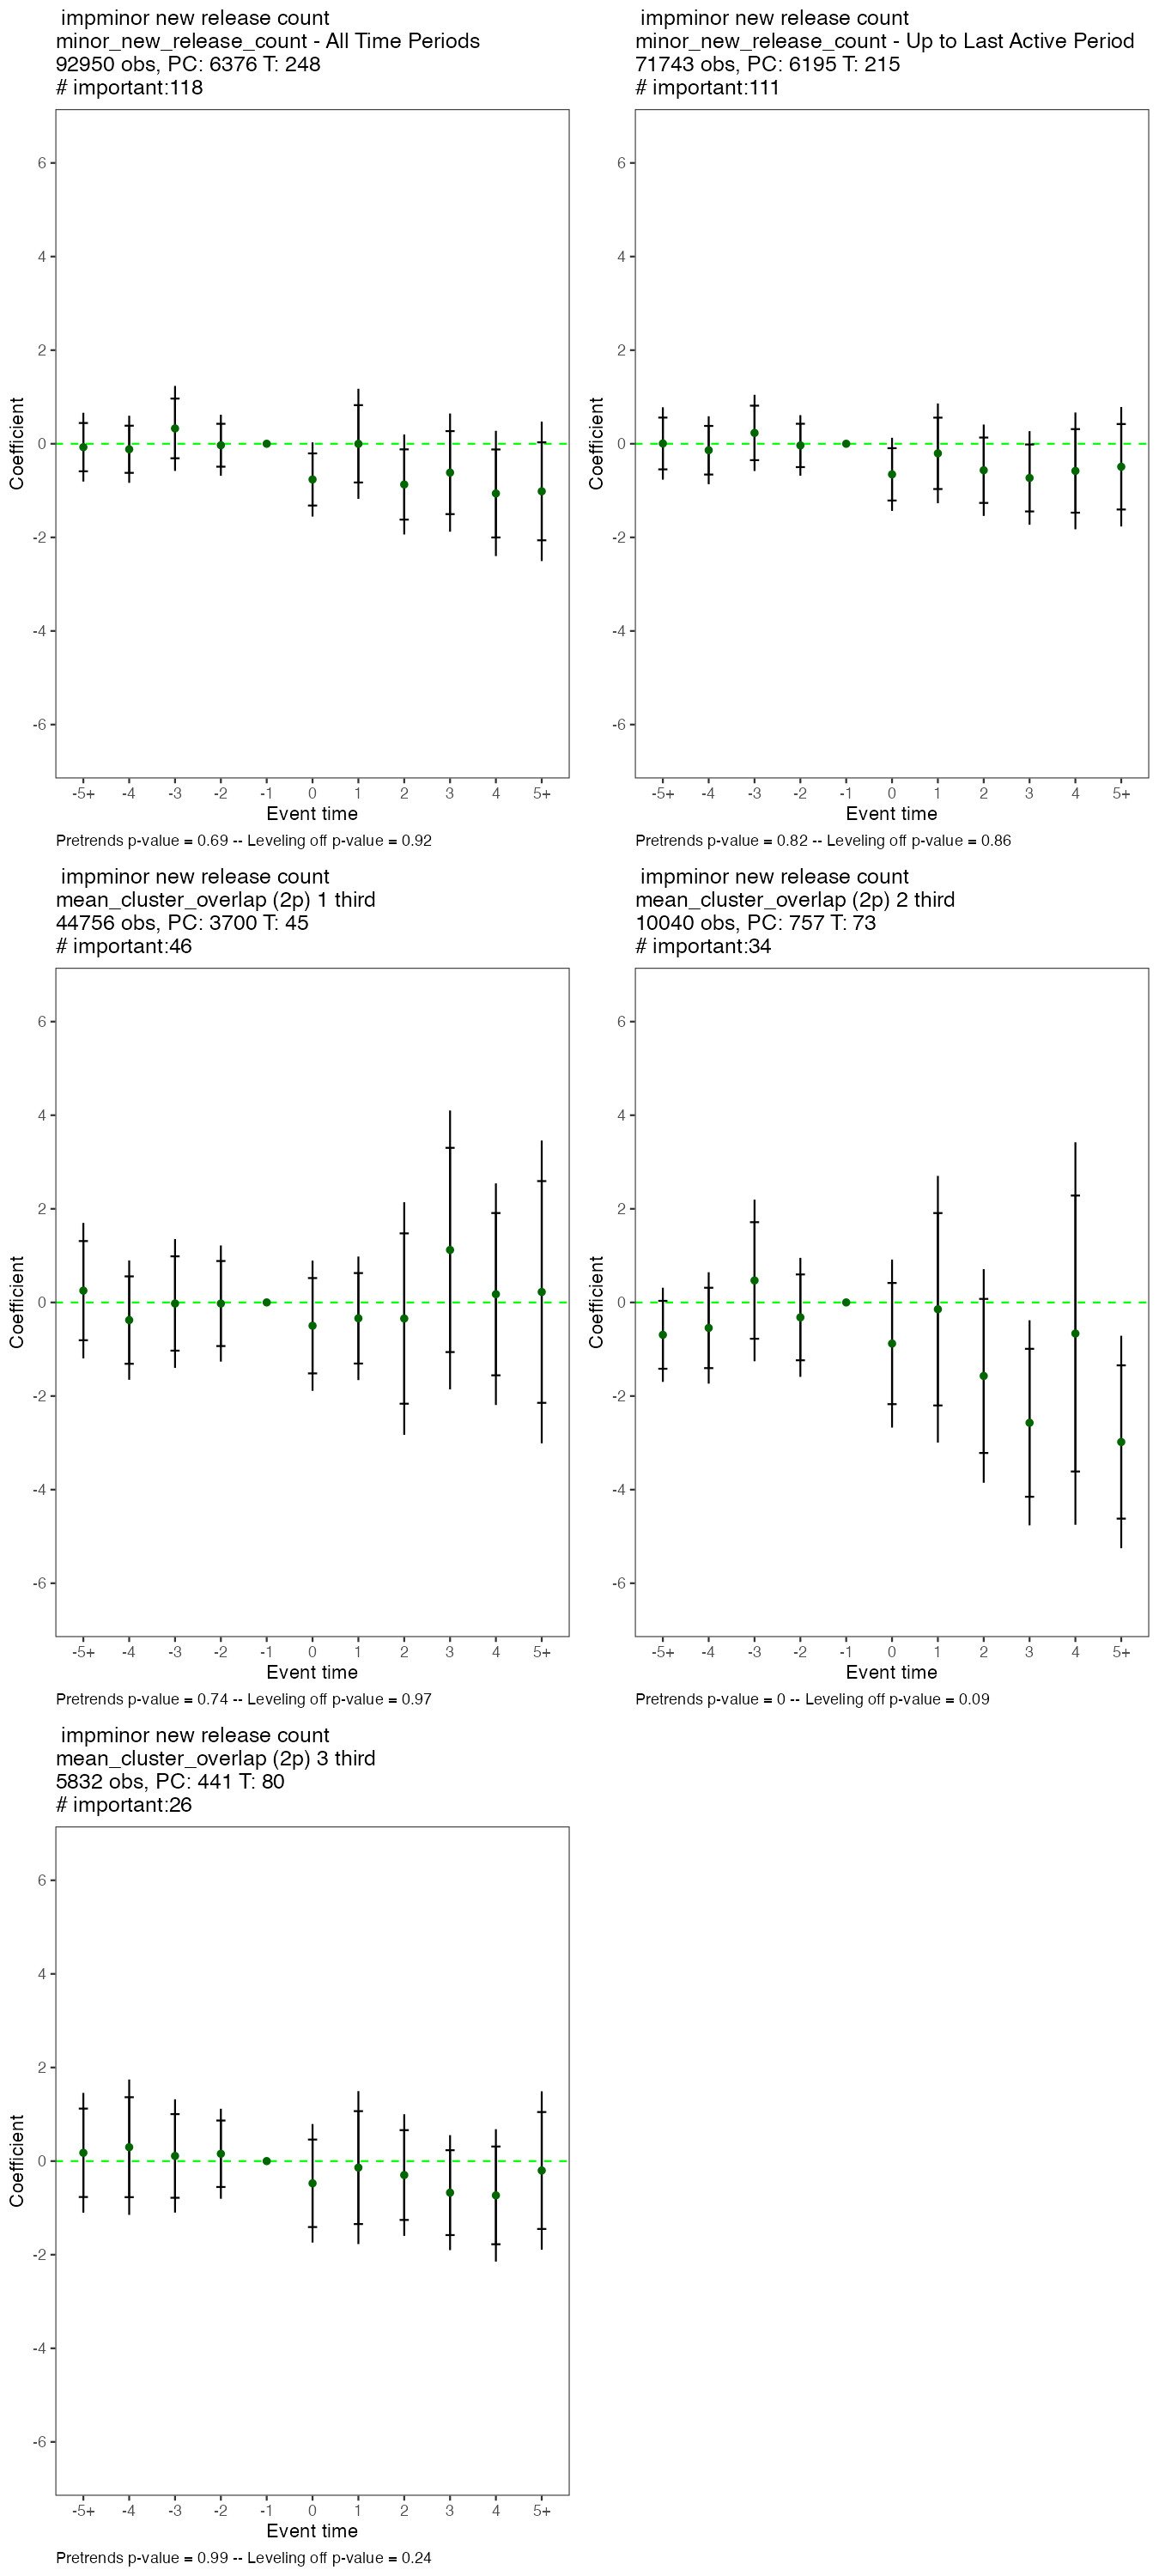 impminor new release count
minor_new_release_count - All Time Periods
92950 obs, PC: 6376 T: 248
# important:118
6
4
2
0
-2
-4
-6
Coefficient
-5+ -4 -3 -2 -1 0 1 2 3 4 5+
Event time
Pretrends p-value = 0.69 -- Leveling off p-value = 0.92
impminor new release count
minor_new_release_count - Up to Last Active Period
71743 obs, PC: 6195 T: 215
# important:111
6
4
2
0
-2
-4
-6
Coefficient
-5+ -4 -3 -2 -1 0 1 2 3 4 5+
Event time
Pretrends p-value = 0.82 -- Leveling off p-value = 0.86
impminor new release count
mean_cluster_overlap (2p) 1 third
44756 obs, PC: 3700 T: 45
# important:46
6
4
2
0
-2
-4
-6
Coefficient
-5+ -4 -3 -2 -1 0 1 2 3 4 5+
Event time
Pretrends p-value = 0.74 -- Leveling off p-value = 0.97
impminor new release count
mean_cluster_overlap (2p) 2 third
10040 obs, PC: 757 T: 73
# important:34
6
4
2
0
-2
-4
-6
Coefficient
-5+ -4 -3 -2 -1 0 1 2 3 4 5+
Event time
Pretrends p-value = 0 -- Leveling off p-value = 0.09
impminor new release count
mean_cluster_overlap (2p) 3 third
5832 obs, PC: 441 T: 80
# important:26
6
4
2
0
-2
-4
-6
Coefficient
-5+ -4 -3 -2 -1 0 1 2 3 4 5+
Event time
Pretrends p-value = 0.99 -- Leveling off p-value = 0.24